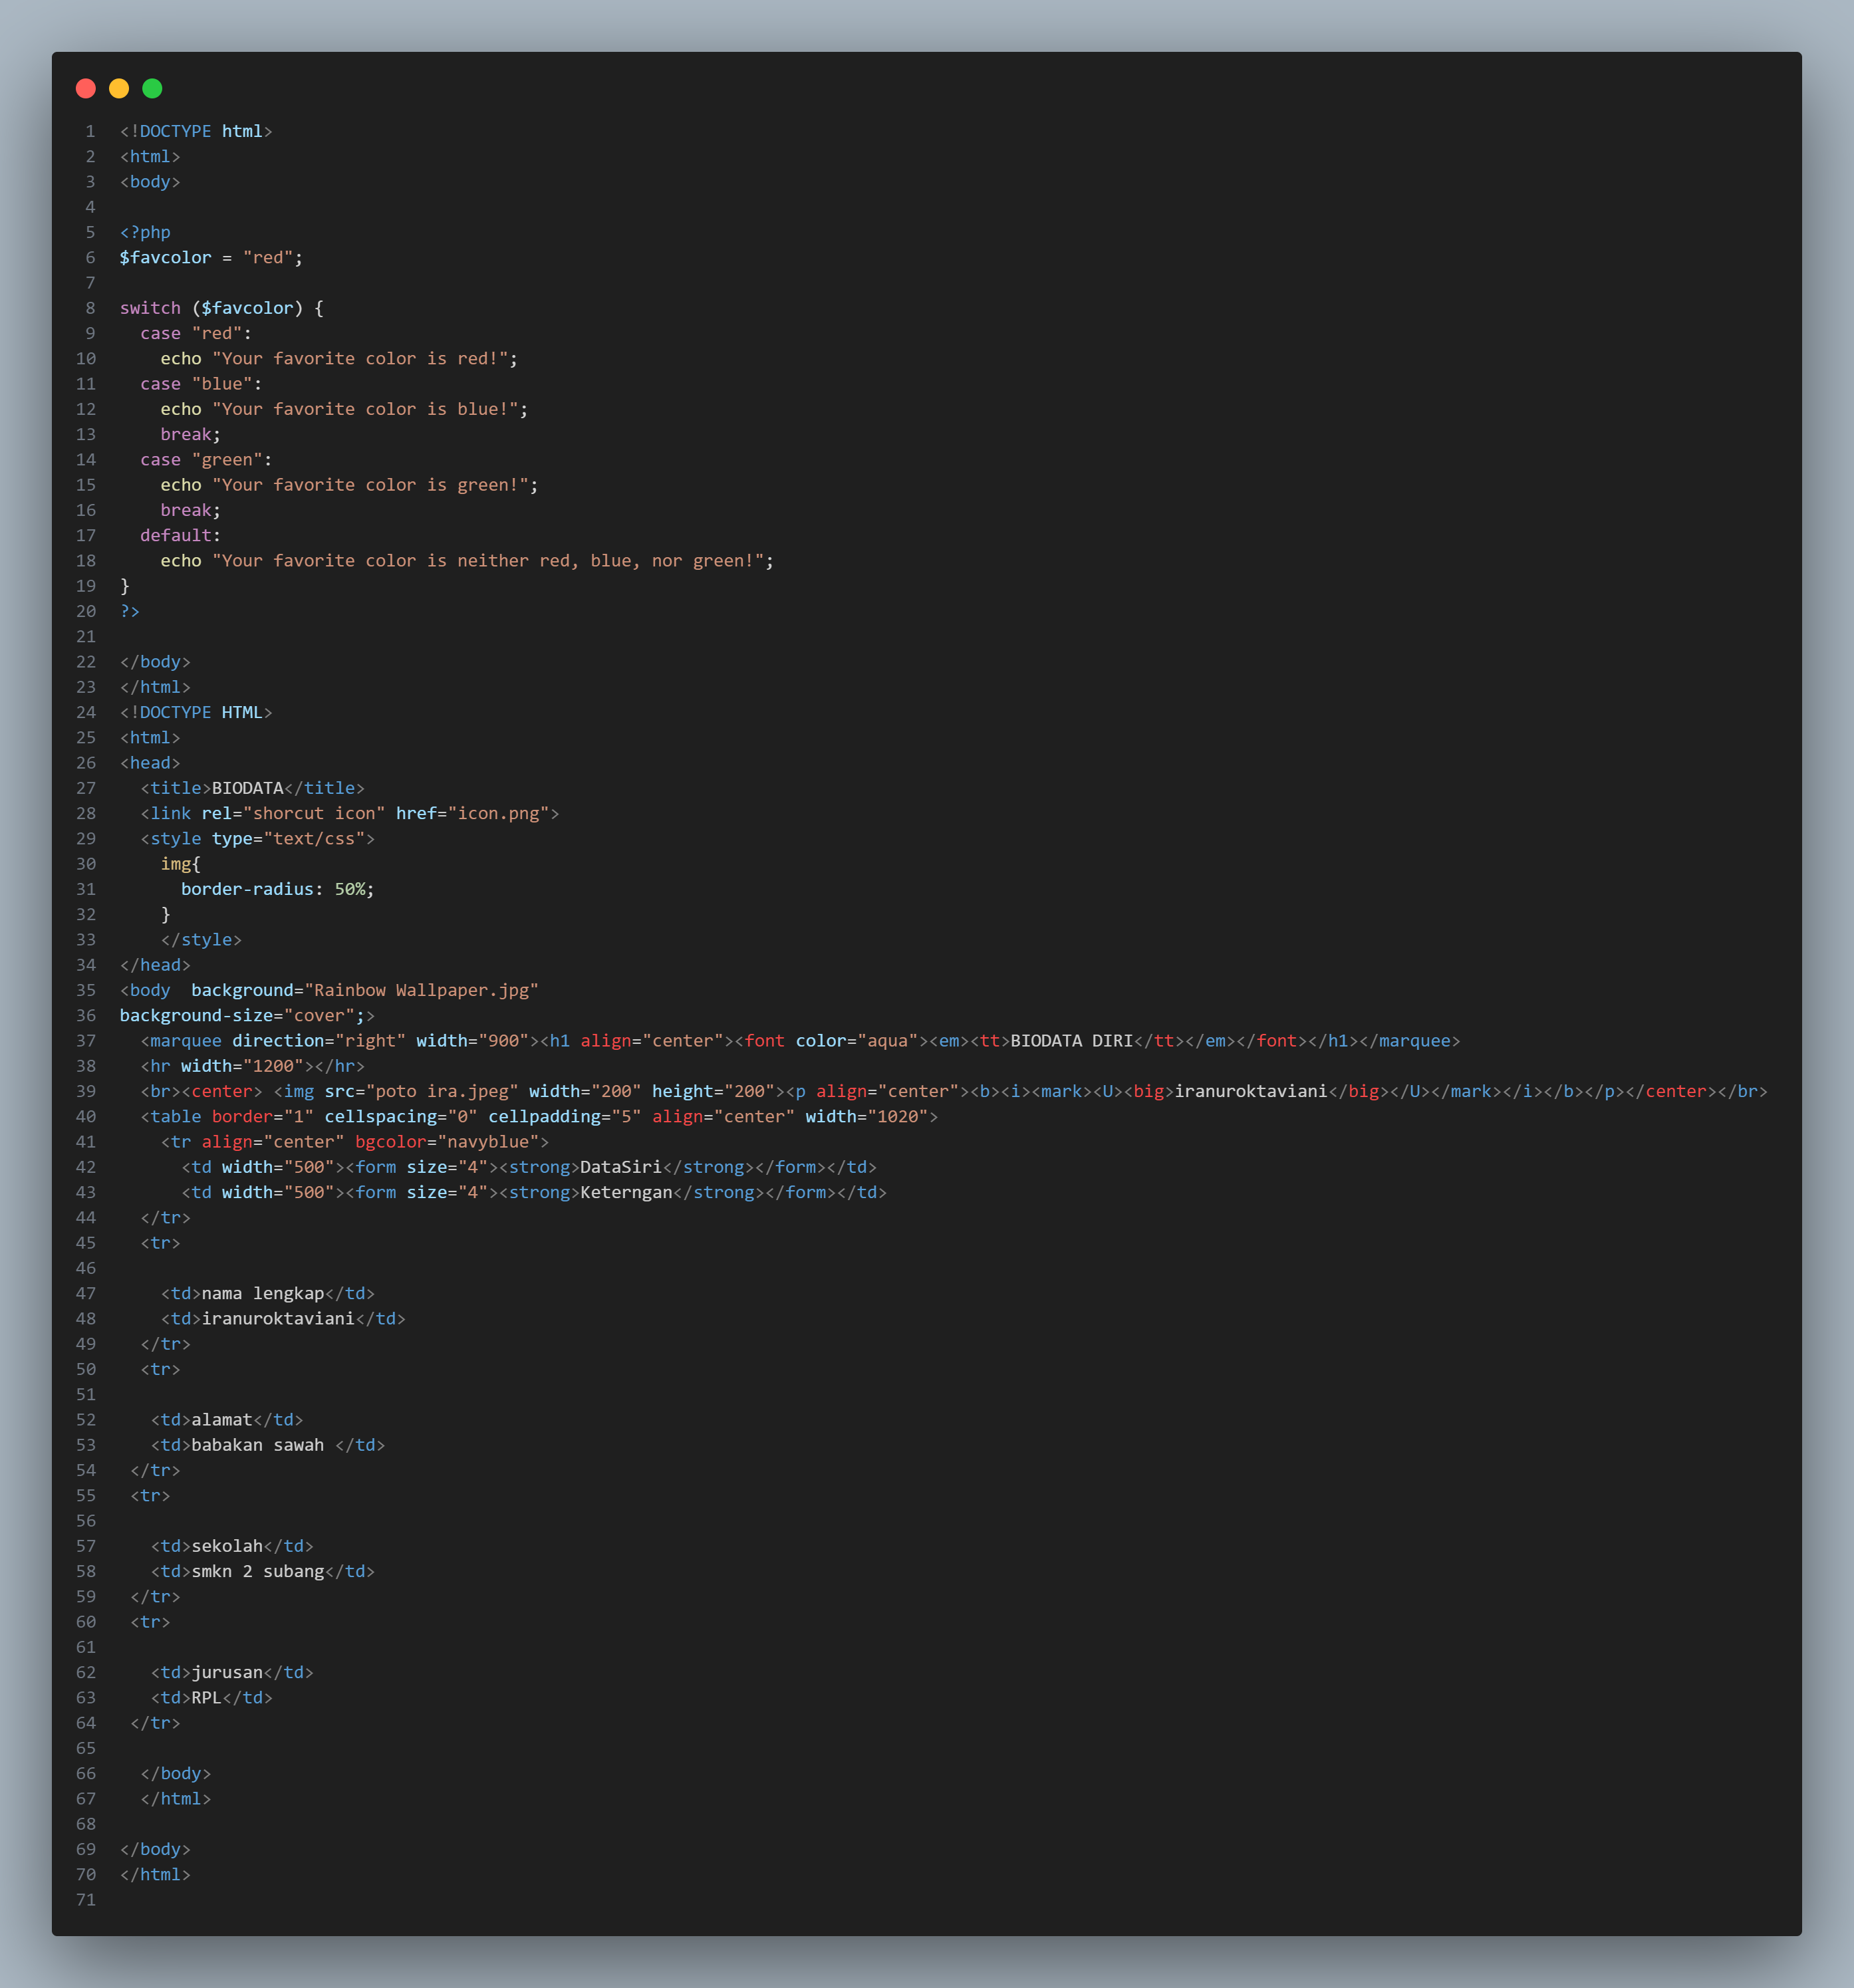 1 <!DOCTYPE html>
2 <html>
3 <body>
4
5 <?php
6 $favcolor = "red";
7
8 switch ($favcolor) {
9   case "red":
10     echo "Your favorite color is red!";
11   case "blue":
12     echo "Your favorite color is blue!";
13     break;
14   case "green":
15     echo "Your favorite color is green!";
16     break;
17   default:
18     echo "Your favorite color is neither red, blue, nor green!";
19 }
20 ?>
21
22 </body>
23 </html>
24 <!DOCTYPE HTML>
25 <html>
26 <head>
27   <title>BIODATA</title>
28   <link rel="shorcut icon" href="icon.png">
29   <style type="text/css">
30     img{
31       border-radius: 50%;
32     }
33     </style>
34 </head>
35 <body  background="Rainbow Wallpaper.jpg"
36 background-size="cover";>
37   <marquee direction="right" width="900"><h1 align="center"><font color="aqua"><em><tt>BIODATA DIRI</tt></em></font></h1></marquee>
38   <hr width="1200"></hr>
39   <br><center> <img src="poto ira.jpeg" width="200" height="200"><p align="center"><b><i><mark><U><big>iranuroktaviani</big></U></mark></i></b></p></center></br>
40   <table border="1" cellspacing="0" cellpadding="5" align="center" width="1020">
41     <tr align="center" bgcolor="navyblue">
42       <td width="500"><form size="4"><strong>DataSiri</strong></form></td>
43       <td width="500"><form size="4"><strong>Keterngan</strong></form></td>
44   </tr>
45   <tr>
46
47     <td>nama lengkap</td>
48     <td>iranuroktaviani</td>
49   </tr>
50   <tr>
51
52    <td>alamat</td>
53    <td>babakan sawah </td>
54  </tr>
55  <tr>
56
57    <td>sekolah</td>
58    <td>smkn 2 subang</td>
59  </tr>
60  <tr>
61
62    <td>jurusan</td>
63    <td>RPL</td>
64  </tr>
65
66   </body>
67   </html>
68
69 </body>
70 </html>
71